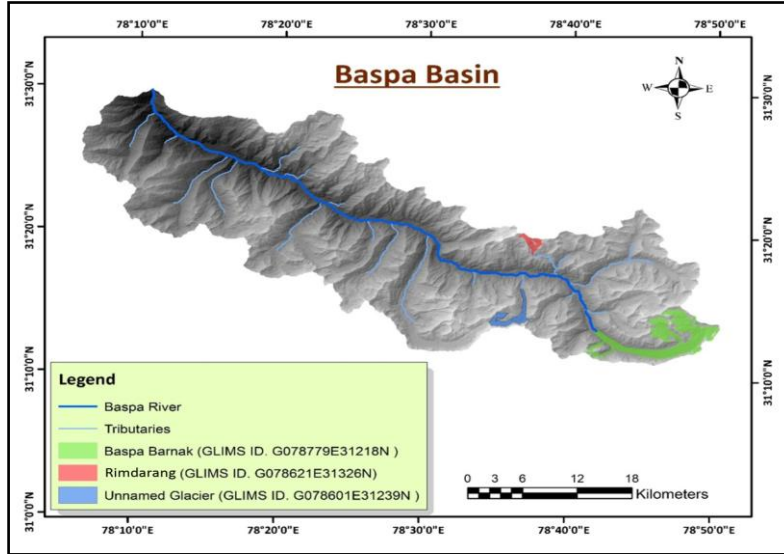 78°10'0"E 78°20'0"E 78°30'0"E 78°40'0"E 78°50'0"E
Baspa Basin
N
W E
S
31°30'0"N 31°30'0"N
31°20'0"N 31°20'0"N
31°10'0"N 31°10'0"N
31°0'0"N 31°0'0"N
Legend
Baspa River
Tributaries
Baspa Barnak (GLIMS ID. G078779E31218N )
Rimdarang (GLIMS ID. G078621E31326N)
Unnamed Glacier (GLIMS ID. G078601E31239N )
0 3 6 12 18
Kilometers
78°10'0"E 78°20'0"E 78°30'0"E 78°40'0"E 78°50'0"E